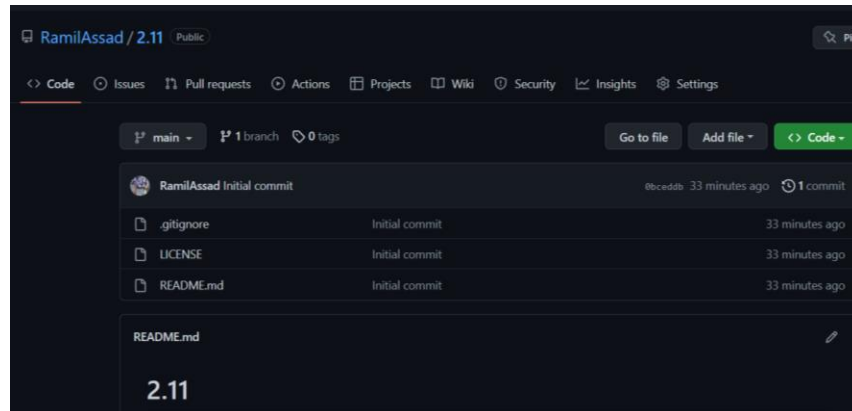 RamilAssad / 2.11 Public
<> Code Issues Pull requests Actions Projects Wiki Security Insights Settings
main 1 branch 0 tags Go to file Add file <> Code
RamilAssad Initial commit 0bceddb 33 minutes ago 1 commit
.gitignore Initial commit 33 minutes ago
LICENSE Initial commit 33 minutes ago
README.md Initial commit 33 minutes ago
README.md
2.11